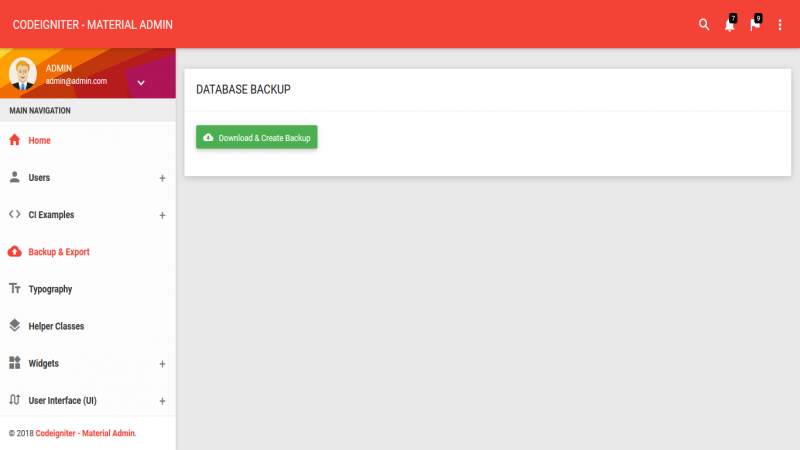 CODEIGNITER - MATERIAL ADMIN
7
9
ADMIN
admin@admin.com
MAIN NAVIGATION
Home
Users +
CI Examples +
Backup & Export
Typography
Helper Classes
Widgets +
User Interface (UI) +
© 2018 Codeigniter - Material Admin.
DATABASE BACKUP
Download & Create Backup